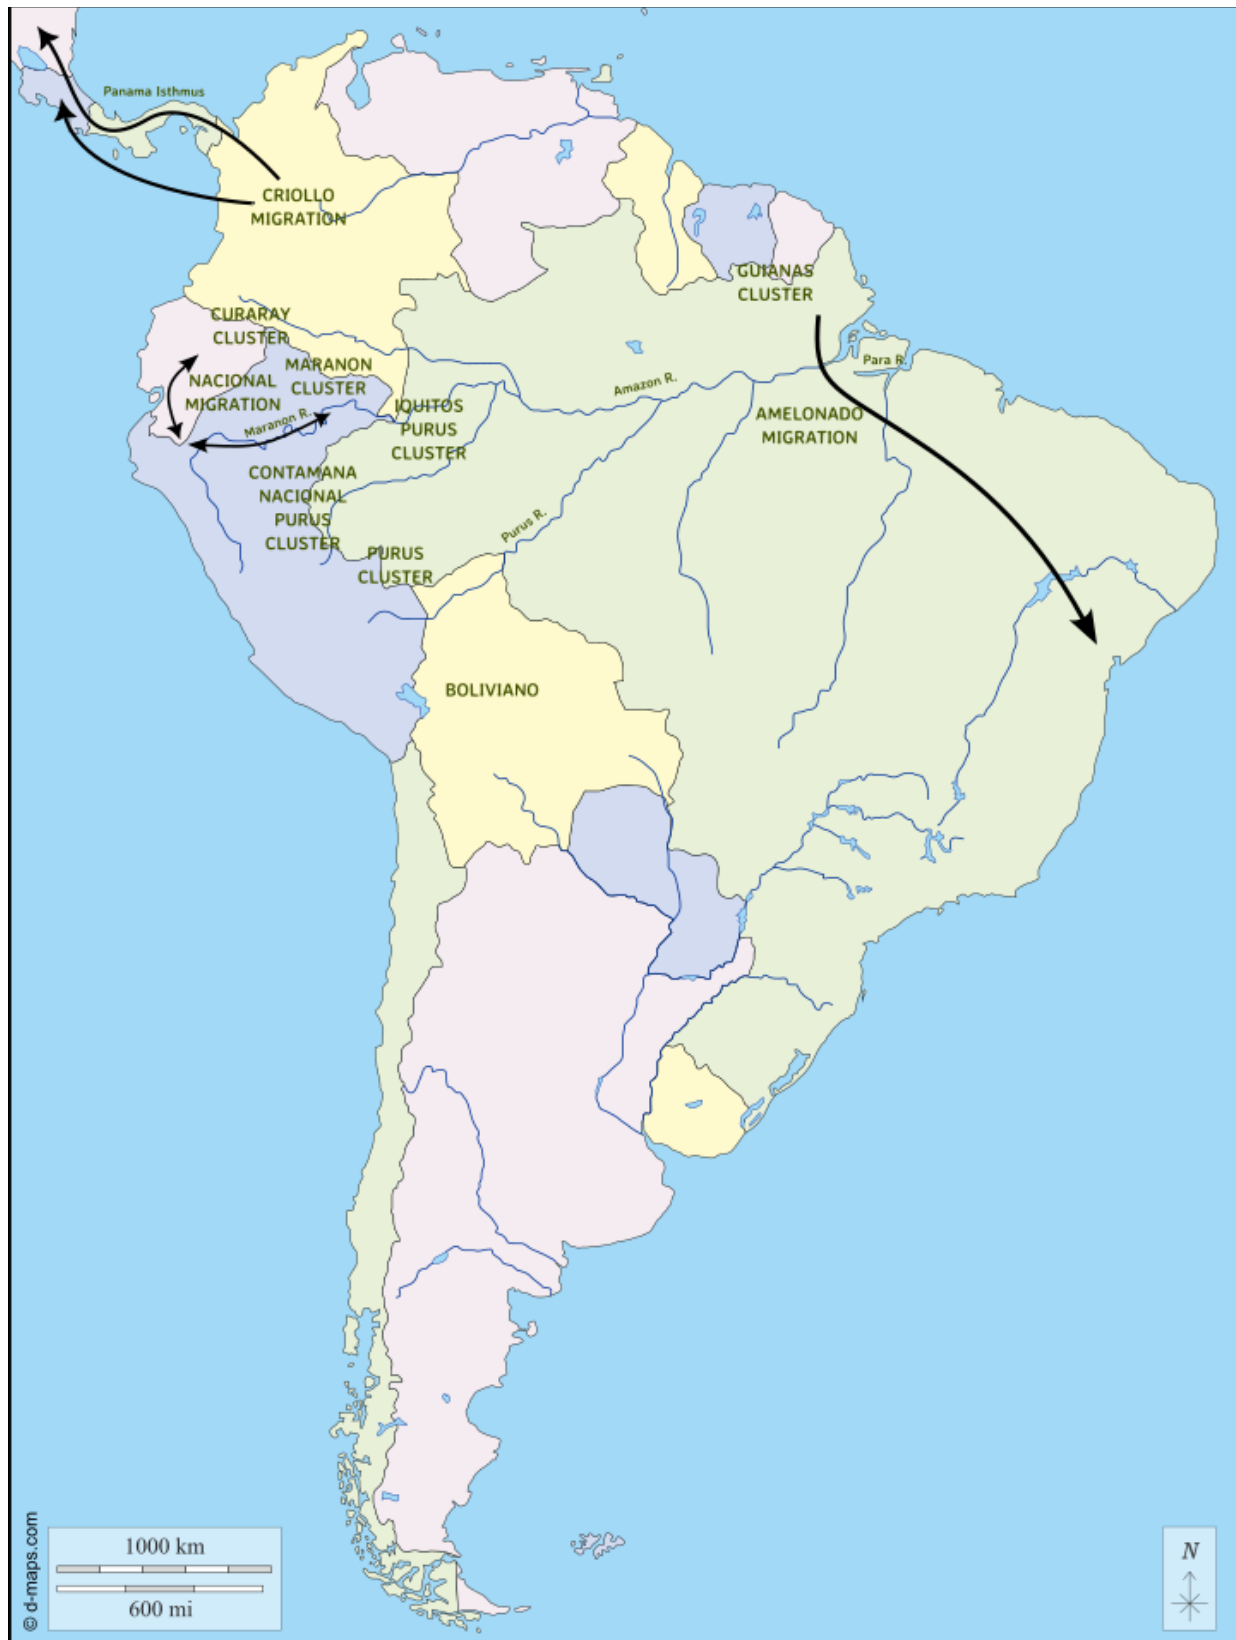 Panama Isthmus
CRIOLLO
MIGRATION
GUIANAS
CLUSTER
CURARAY
CLUSTER
MARANON
CLUSTER
NACIONAL
MIGRATION
Maranon R.
IQUITOS
PURUS
CLUSTER
Amazon R.
Para R.
AMELONADO
MIGRATION
CONTAMANA
NACIONAL
PURUS
CLUSTER
Purus R.
PURUS
CLUSTER
BOLIVIANO
© d-maps.com
1000 km
600 mi
N